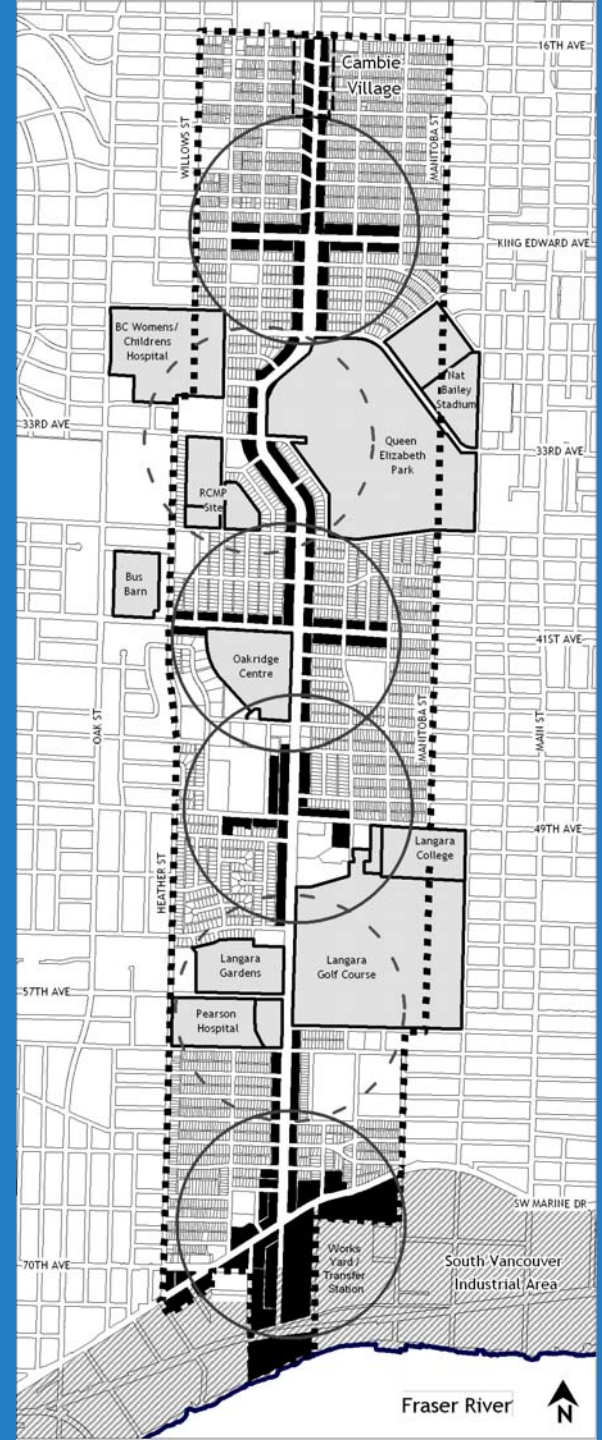 16TH AVE
Cambie
Village
WILLOWS ST
MANITOBA ST
KING EDWARD AVE
BC Womens/
Childrens
Hospital
Nat
Bailey
Stadium
33RD AVE
Queen
Elizabeth
Park
33RD AVE
RCMP
Site
Bus
Barn
41ST AVE
Oakridge
Centre
OAK ST
MANITOBA ST
MAIN ST
49TH AVE
Langara
College
HEATHER ST
Langara
Gardens
Langara
Golf Course
57TH AVE
Pearson
Hospital
SW MARINE DR
70TH AVE
Works
Yard /
Transfer
Station
South Vancouver
Industrial Area
Fraser River
N